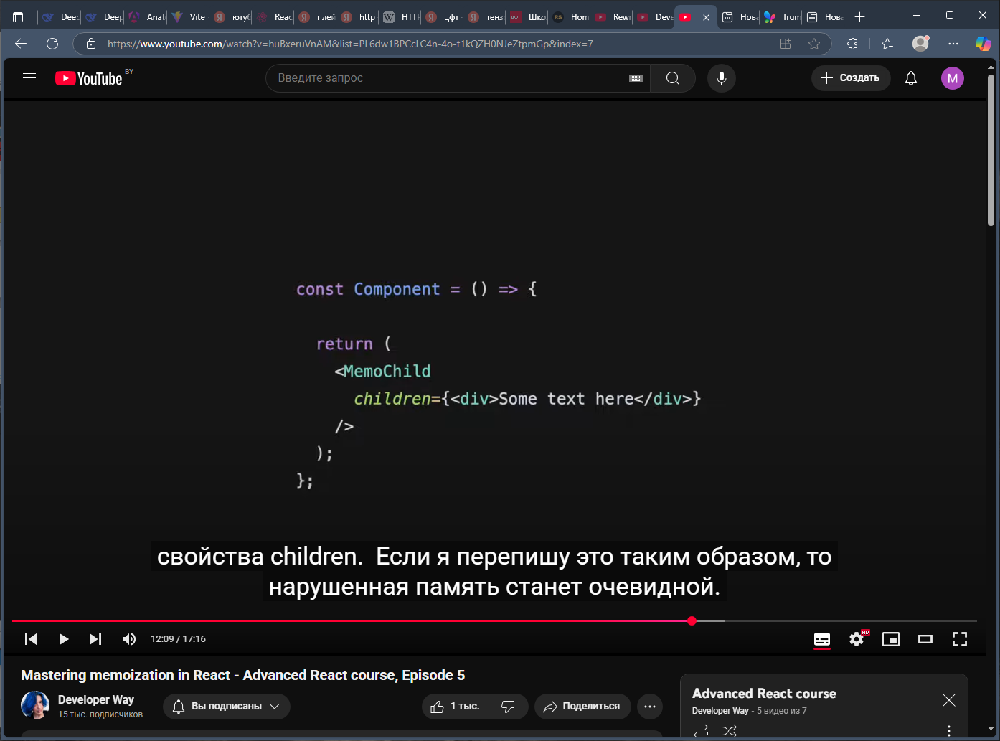 Deep
Deep
Anat
Vite
ютуб
Reac
плей
http
HTTP
цфт -
тенз
Шко
Hom
Rewr
Deve
Нова
Trum
Нова
https://www.youtube.com/watch?v=huBxeruVnAM&list=PL6dw1BPCcLC4n-4o-t1kQZH0NJeZtpmGp&index=7
YouTube BY
Введите запрос
Создать
M
const Component = () => {
return (
<MemoChild
children={<div>Some text here</div>}
/>
);
};
свойства children. Если я перепишу это таким образом, то
нарушенная память станет очевидной.
12:09 / 17:16
HD
Mastering memoization in React - Advanced React course, Episode 5
Developer Way
15 тыс. подписчиков
Вы подписаны
1 тыс.
Поделиться
Advanced React course
Developer Way - 5 видео из 7